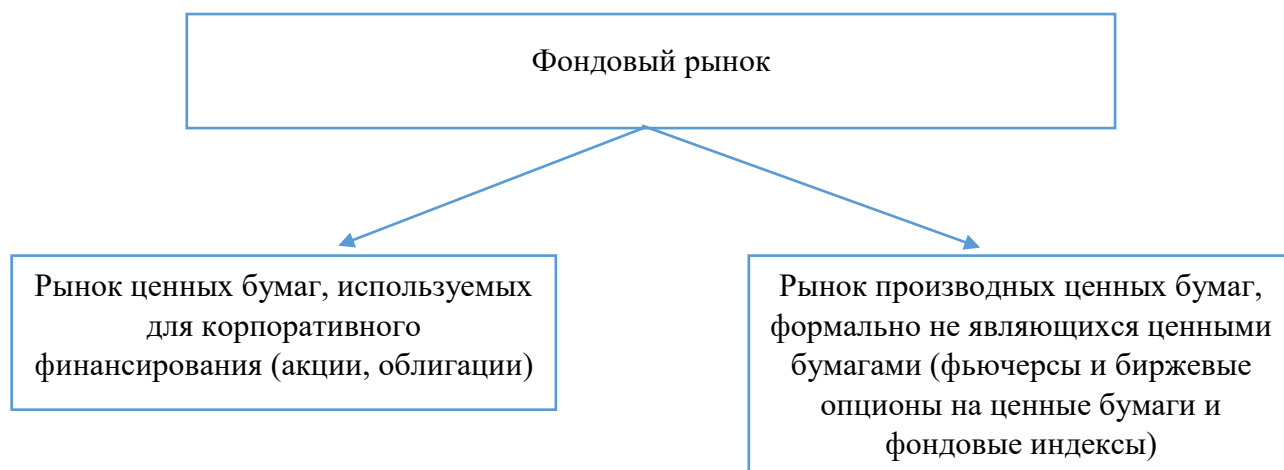 Фондовый рынок
Рынок ценных бумаг, используемых
для корпоративного
финансирования (акции, облигации)
Рынок производных ценных бумаг,
формально не являющихся ценными
бумагами (фьючерсы и биржевые
опционы на ценные бумаги и
фондовые индексы)